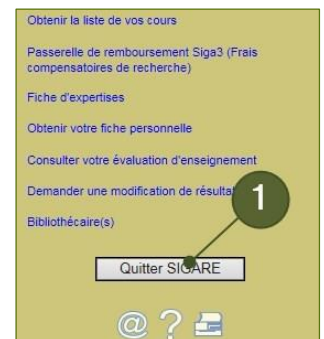 Obtenir la liste de vos cours
Passerelle de remboursement Siga3 (Frais
compensatoires de recherche)
Fiche d'expertises
Obtenir votre fiche personnelle
Consulter votre évaluation d'enseignement
Demander une modification de
1
Bibliothécaire(s)
Quitter SIGARE
@ ?